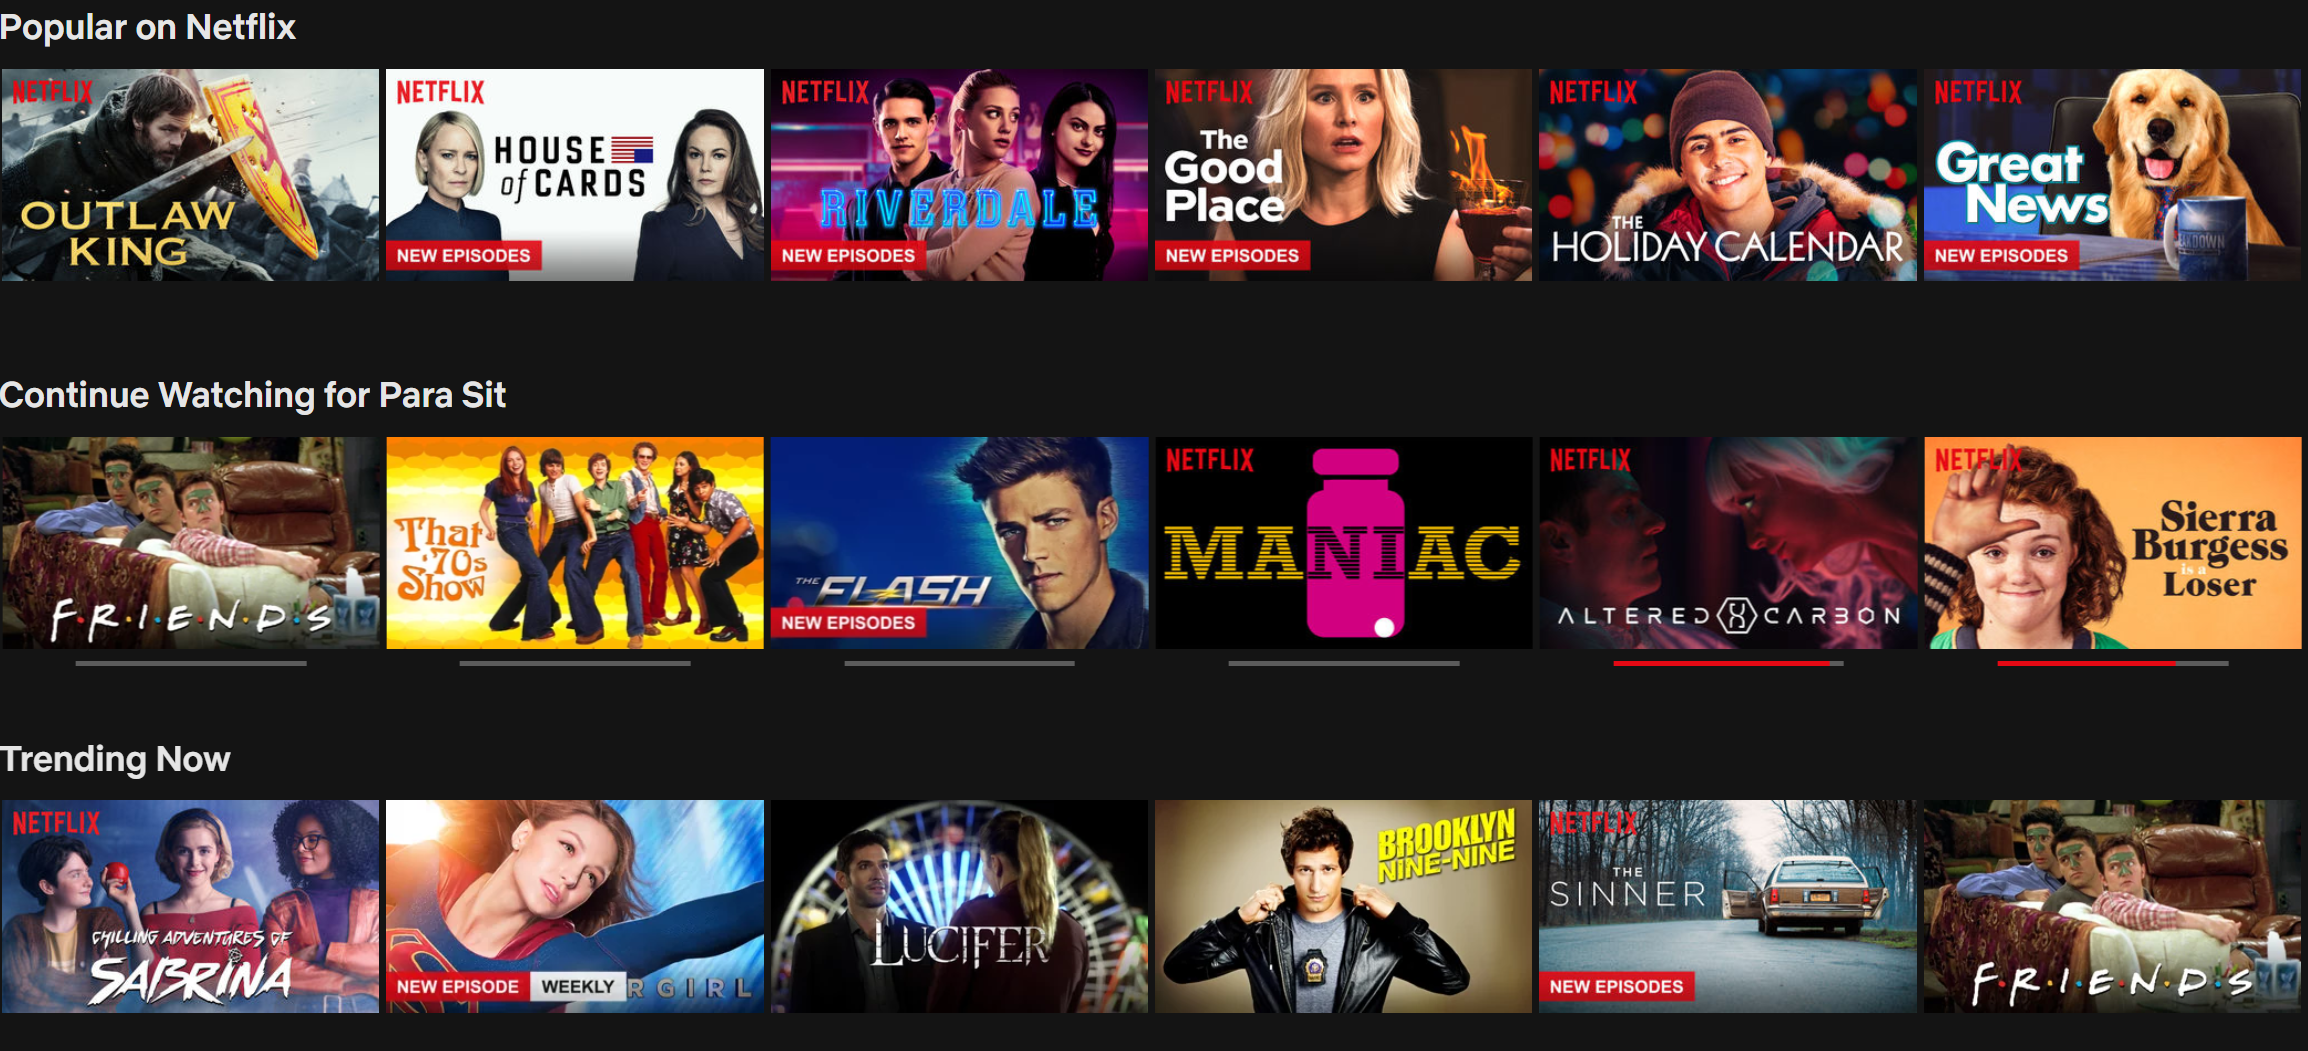 Popular on Netflix
NETFLIX
OUTLAW
KING
NETFLIX
HOUSE
of CARDS
NEW EPISODES
NETFLIX
RIVERDALE
NEW EPISODES
NETFLIX
The
Good
Place
NEW EPISODES
NETFLIX
THE
HOLIDAY CALENDAR
NETFLIX
Great
News
NEW EPISODES
Continue Watching for Para Sit
F·R·I·E·N·D·S
That
'70s
Show
THE FLASH
NEW EPISODES
NETFLIX
MANIAC
NETFLIX
ALTERED CARBON
NETFLIX
Sierra
Burgess
is a
Loser
Trending Now
NETFLIX
CHILLING ADVENTURES OF
SABRINA
NEW EPISODE WEEKLY RGIRL
LUCIFER
BROOKLYN
NINE-NINE
NETFLIX
THE
SINNER
NEW EPISODES
F·R·I·E·N·D·S